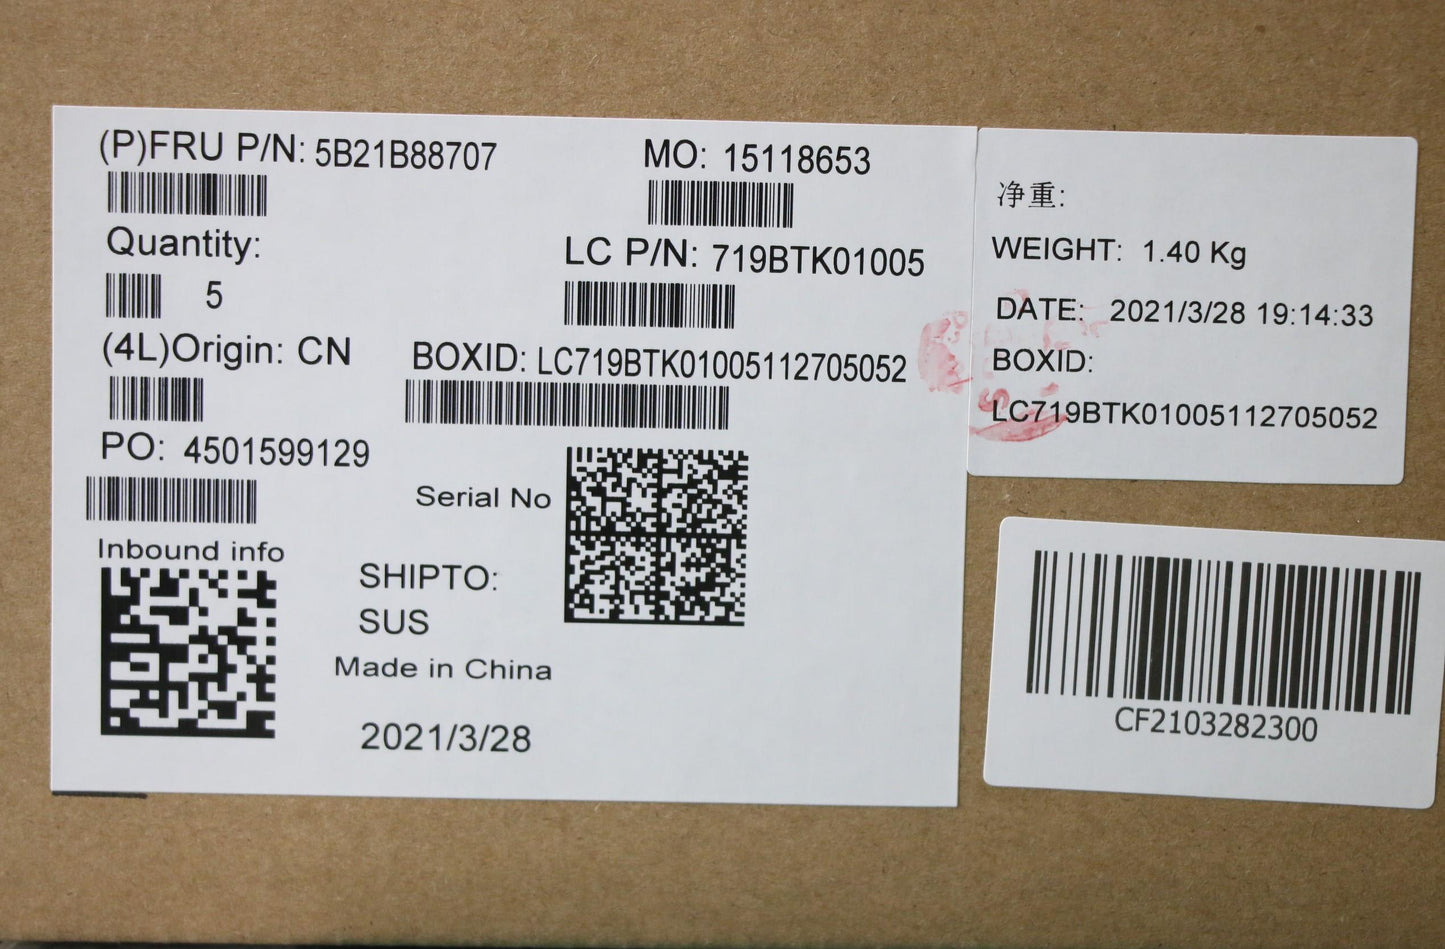 (P)FRU P/N: 5B21B88707
MO: 15118653
Quantity:
5
LC P/N: 719BTK01005
(4L)Origin: CN
BOXID: LC719BTK01005112705052
PO: 4501599129
Serial No
Inbound info
SHIPTO:
SUS
Made in China
2021/3/28
净重:
WEIGHT: 1.40 Kg
DATE: 2021/3/28 19:14:33
BOXID:
LC719BTK01005112705052
CF2103282300